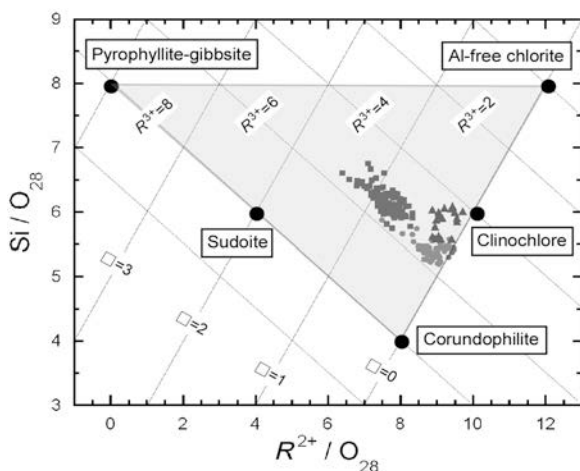 9
Pyrophyllite-gibbsite
Al-free chlorite
8
R3+=8
R3+=6
R3+=4
R3+=2
7
Si / O28
6
Sudoite
Clinochlore
5
□=3
□=2
4
Corundophilite
□=1
□=0
3
0 2 4 6 8 10 12
R2+ / O28